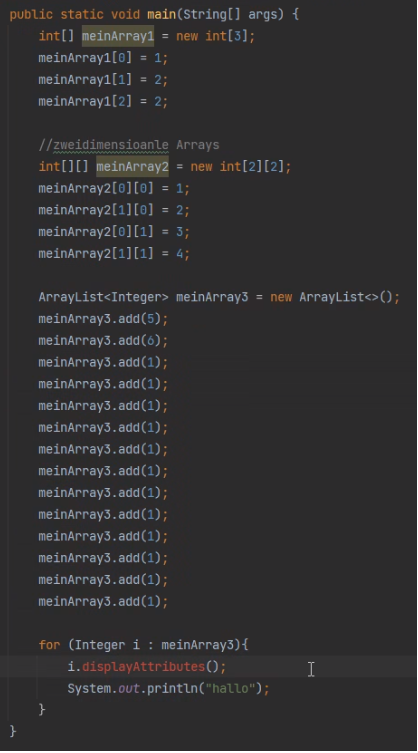 public static void main(String[] args) {
int[] meinArray1 = new int[3];
meinArray1[0] = 1;
meinArray1[1] = 2;
meinArray1[2] = 2;
//zweidimensioanle Arrays
int[][] meinArray2 = new int[2][2];
meinArray2[0][0] = 1;
meinArray2[1][0] = 2;
meinArray2[0][1] = 3;
meinArray2[1][1] = 4;
ArrayList<Integer> meinArray3 = new ArrayList<>();
meinArray3.add(5);
meinArray3.add(6);
meinArray3.add(1);
meinArray3.add(1);
meinArray3.add(1);
meinArray3.add(1);
meinArray3.add(1);
meinArray3.add(1);
meinArray3.add(1);
meinArray3.add(1);
meinArray3.add(1);
meinArray3.add(1);
meinArray3.add(1);
meinArray3.add(1);
for (Integer i : meinArray3){
i.displayAttributes();
System.out.println("hallo");
}
}